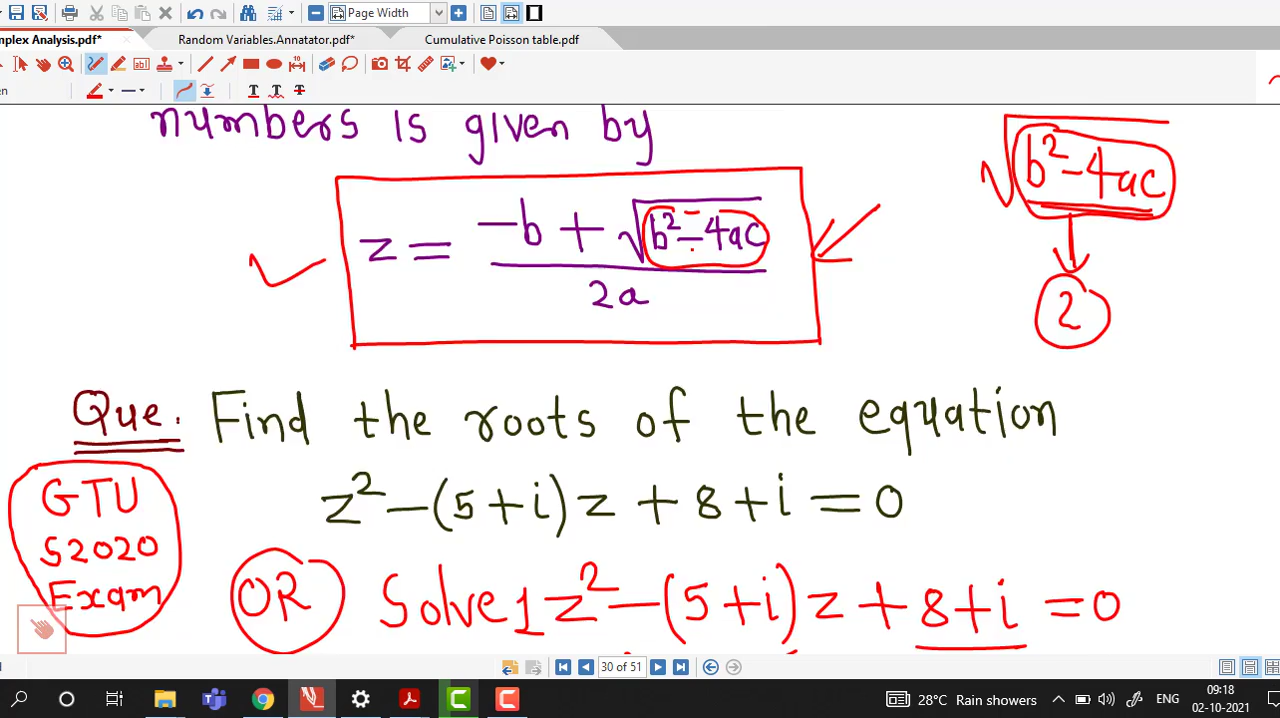 Page Width
mplex Analysis.pdf*
Random Variables.Annatator.pdf*
Cumulative Poisson table.pdf
numbers is given by
z = −b + √b²−4ac / 2a
√b²−4ac
2
Que. Find the roots of the equation
z² − (5+i) z + 8 + i = 0
GTU
S2020
Exam
OR Solve 1z² − (5+i) z + 8+i = 0
30 of 51
28°C Rain showers
ENG
09:18
02-10-2021